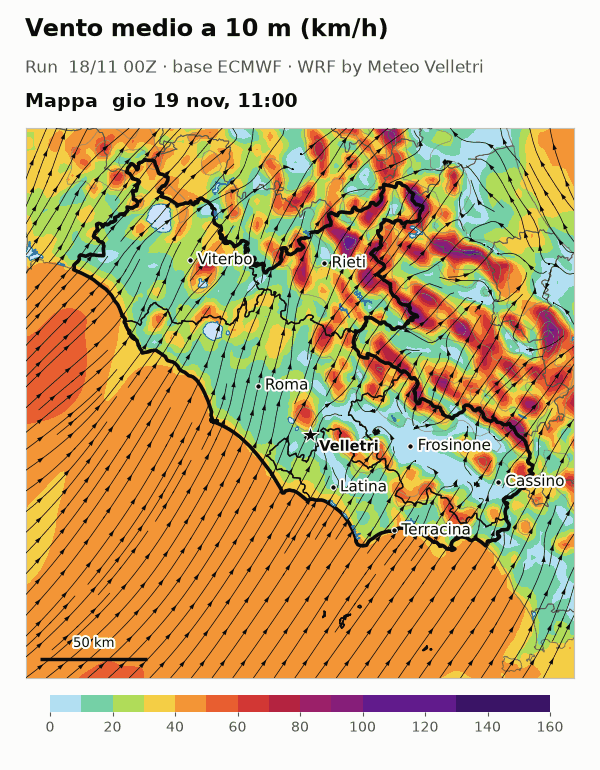 Vento medio a 10 m (km/h)
Run  18/11 00Z · base ECMWF · WRF by Meteo Velletri
Mappa  gio 19 nov, 11:00
Viterbo
Rieti
Roma
Velletri
Frosinone
Latina
Cassino
Terracina
50 km
0 20 40 60 80 100 120 140 160